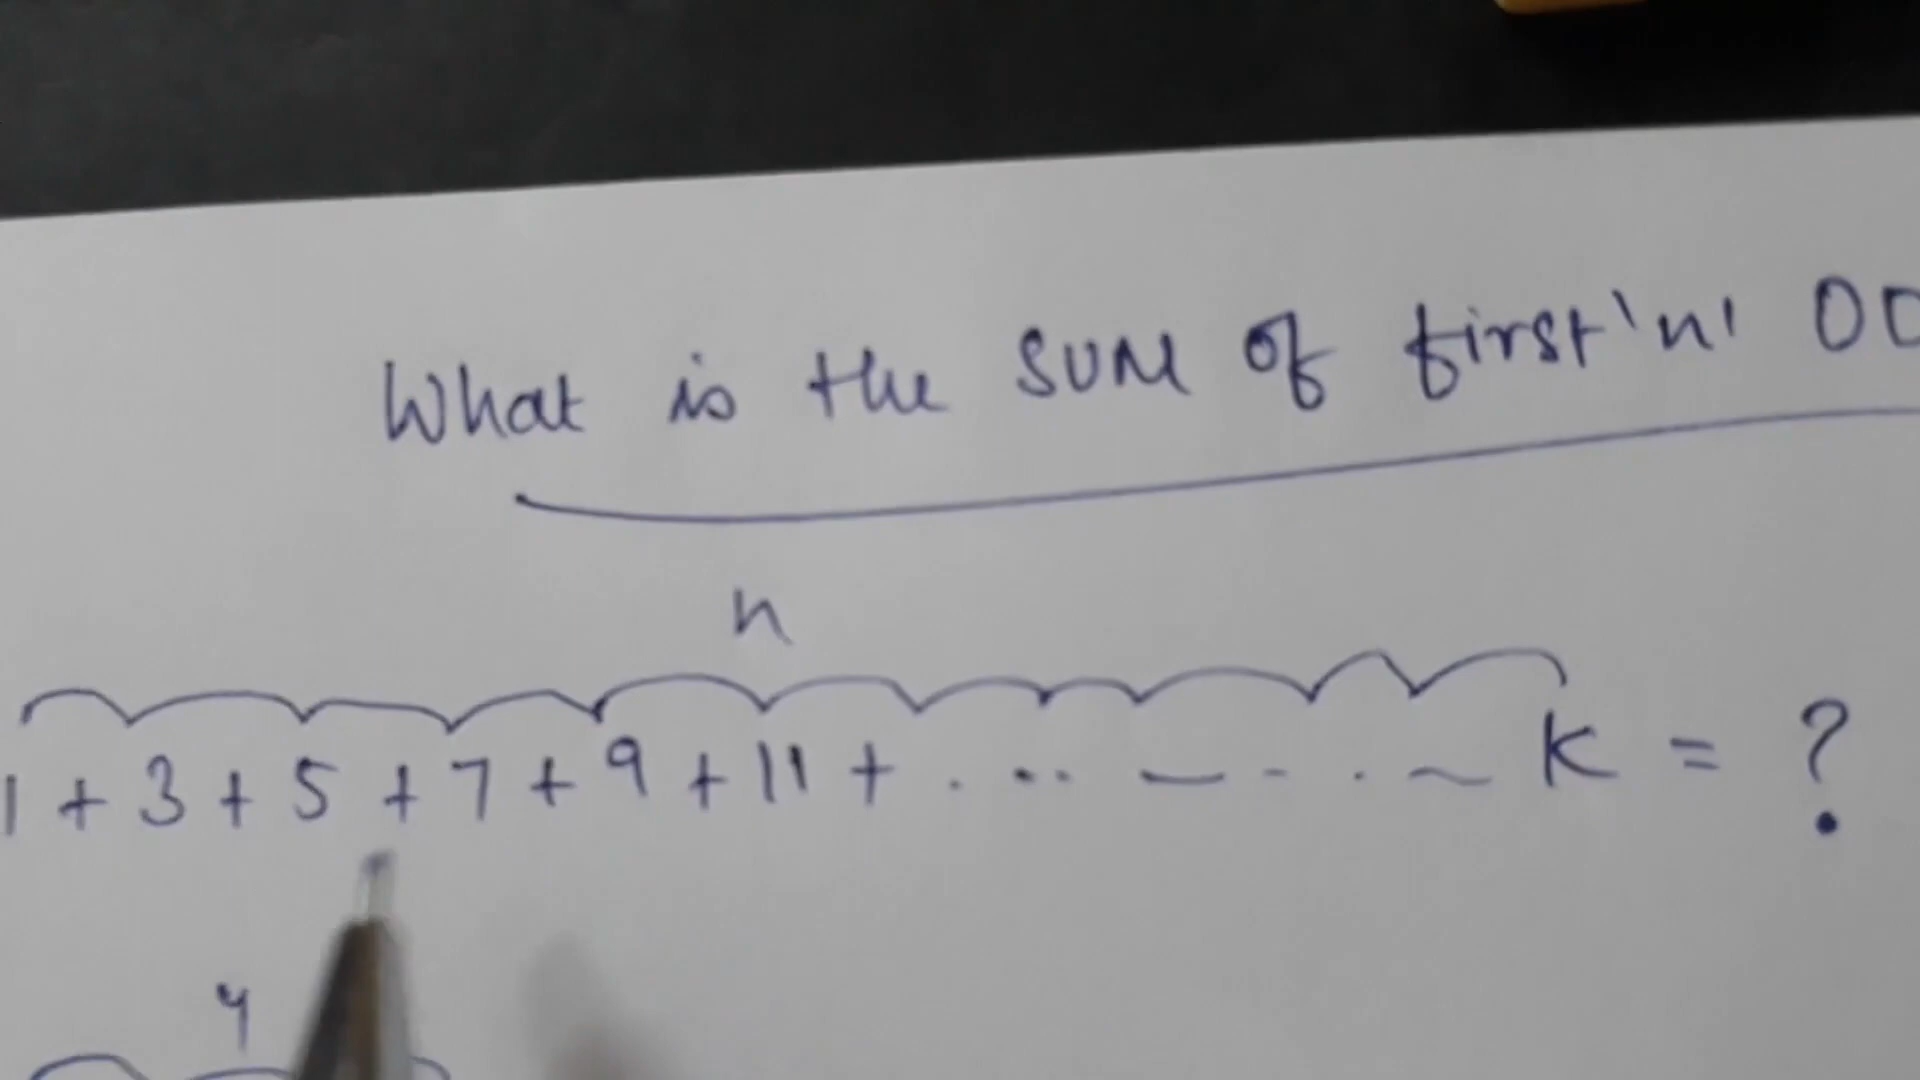 What is the SUM of first 'n' OD
n
1 + 3 + 5 + 7 + 9 + 11 + . . . — - . ~ K = ?
4